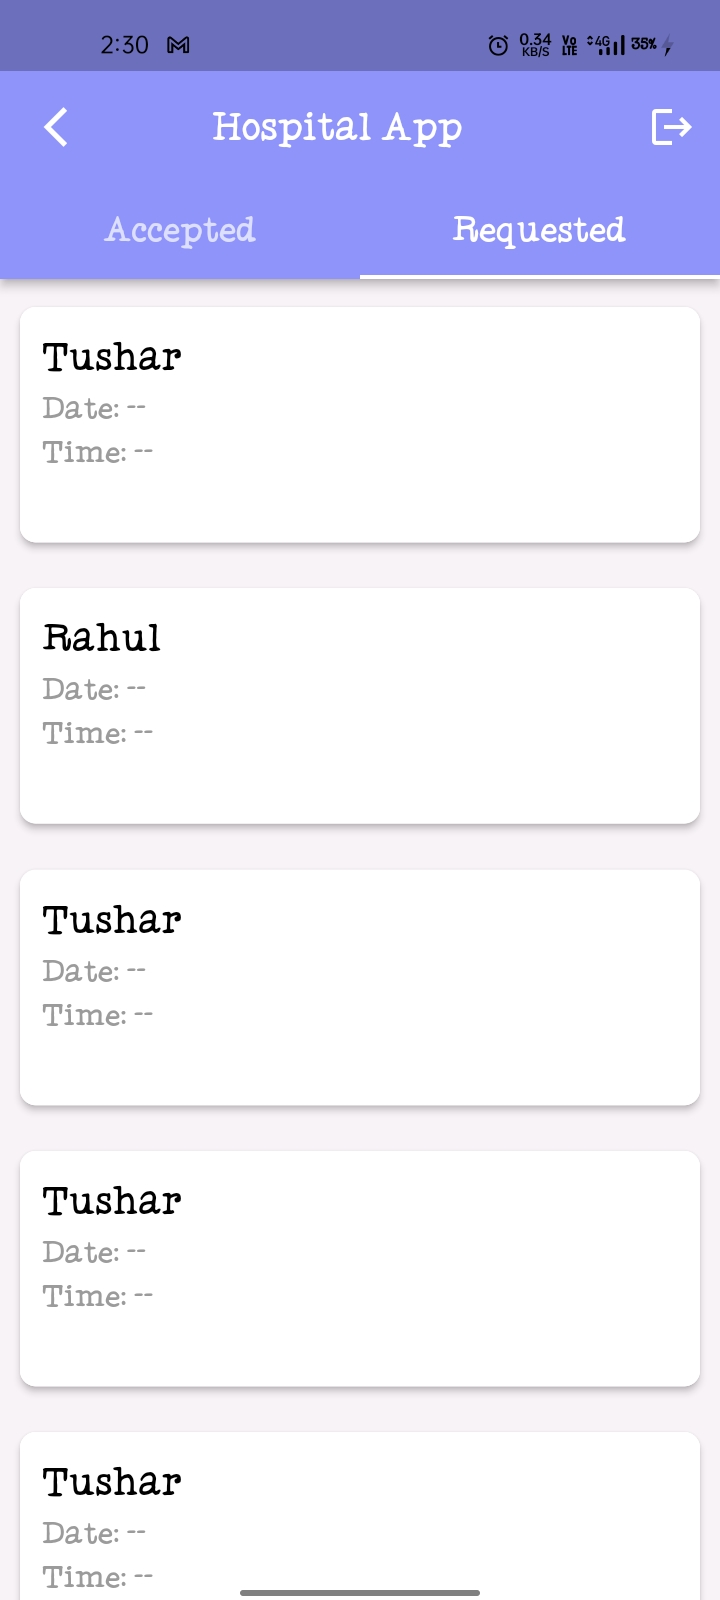 2:30 0.34 KB/S Vo LTE 4G 35%
Hospital App
Accepted Requested
Tushar
Date: --
Time: --
Rahul
Date: --
Time: --
Tushar
Date: --
Time: --
Tushar
Date: --
Time: --
Tushar
Date: --
Time: --